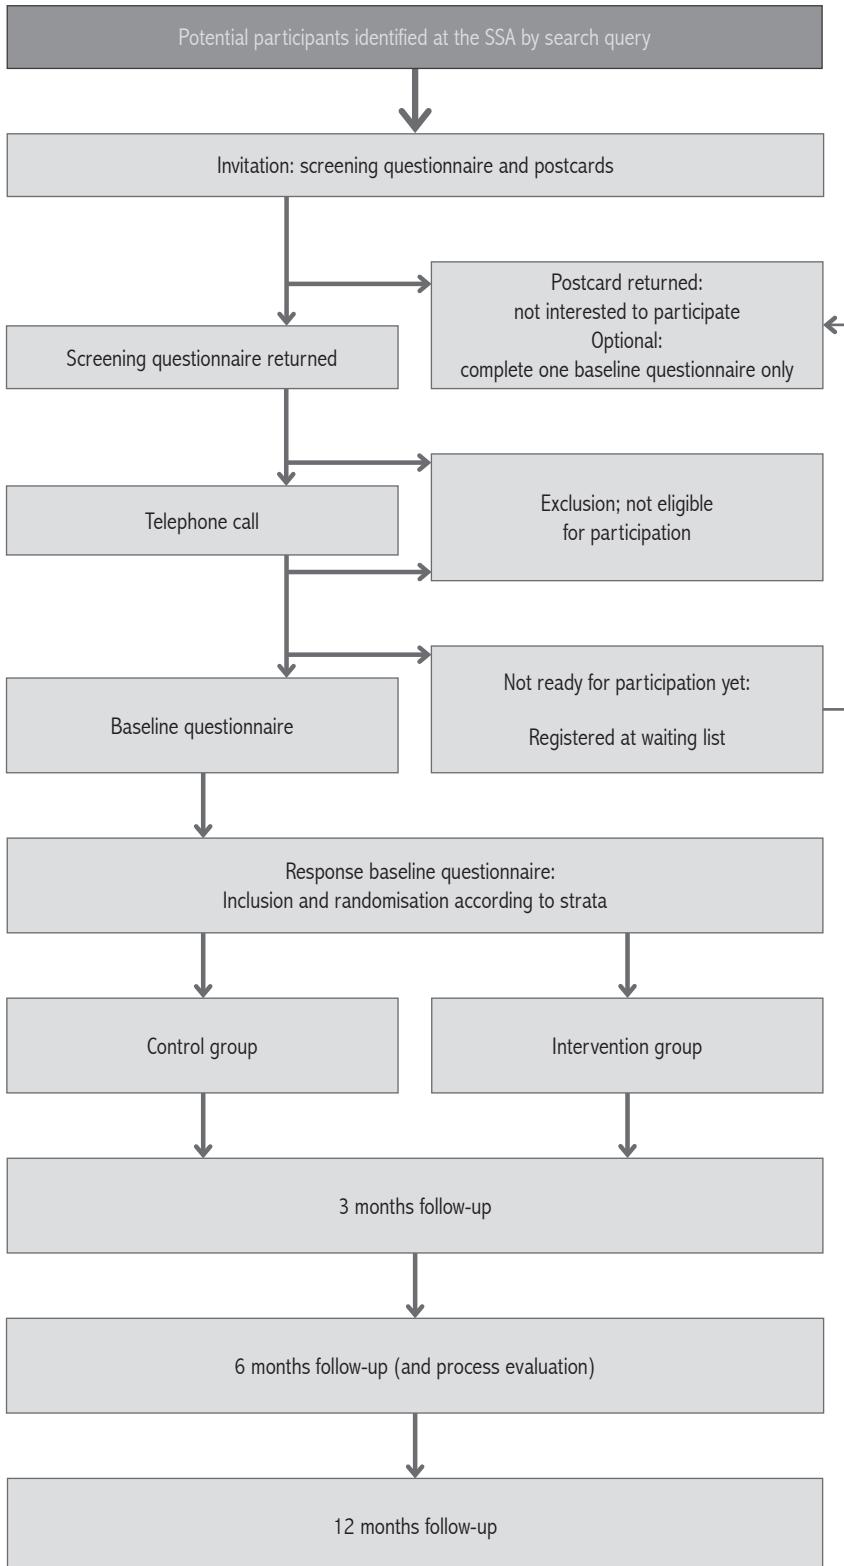 Potential participants identified at the SSA by search query
Invitation: screening questionnaire and postcards
Postcard returned:
not interested to participate
Optional:
complete one baseline questionnaire only
Screening questionnaire returned
Exclusion; not eligible
for participation
Telephone call
Not ready for participation yet:
Registered at waiting list
Baseline questionnaire
Response baseline questionnaire:
Inclusion and randomisation according to strata
Control group
Intervention group
3 months follow-up
6 months follow-up (and process evaluation)
12 months follow-up